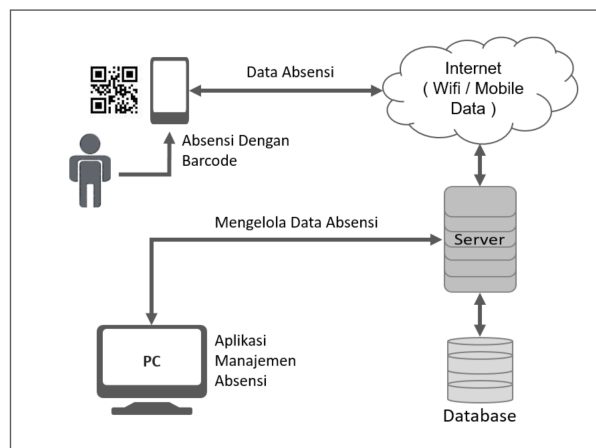 Data Absensi
Internet
( Wifi / Mobile
Data )
Absensi Dengan
Barcode
Mengelola Data Absensi
Server
PC
Aplikasi
Manajemen
Absensi
Database